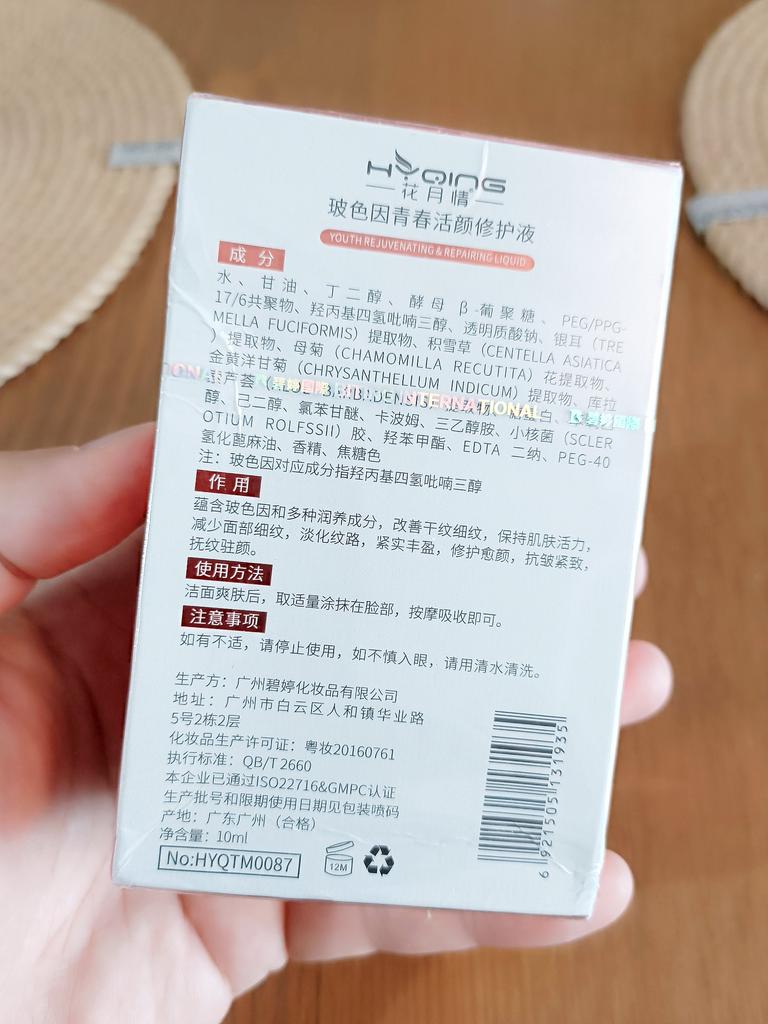 HYQING
花月情®
玻色因青春活颜修护液
YOUTH REJUVENATING & REPAIRING LIQUID
成 分
水、甘油、丁二醇、酵母 β-葡聚糖、PEG/PPG-
17/6共聚物、羟丙基四氢吡喃三醇、透明质酸钠、银耳（TRE
MELLA FUCIFORMIS）提取物、积雪草（CENTELLA ASIATICA
）提取物、母菊（CHAMOMILLA RECUTITA）花提取物、
金黄洋甘菊（CHRYSANTHELLUM INDICUM）提取物、库拉
索芦荟（ BARBADENSIS）
醇、己二醇、氯苯甘醚、卡波姆、三乙醇胺、小核菌（SCLER
OTIUM ROLFSSII）胶、羟苯甲酯、EDTA 二钠、PEG-40
氢化蓖麻油、香精、焦糖色
注：玻色因对应成分指羟丙基四氢吡喃三醇
INTERNATIONAL
作 用
蕴含玻色因和多种润养成分，改善干纹细纹，保持肌肤活力，
减少面部细纹，淡化纹路，紧实丰盈，修护愈颜，抗皱紧致，
抚纹驻颜。
使用方法
洁面爽肤后，取适量涂抹在脸部，按摩吸收即可。
注意事项
如有不适，请停止使用，如不慎入眼，请用清水清洗。
生产方：广州碧婷化妆品有限公司
地址：广州市白云区人和镇华业路
5号2栋2层
化妆品生产许可证：粤妆20160761
执行标准：QB/T 2660
本企业已通过ISO22716&GMPC认证
生产批号和限期使用日期见包装喷码
产地：广东广州（合格）
净含量：10ml
No:HYQTM0087
12M
6 921505 131935